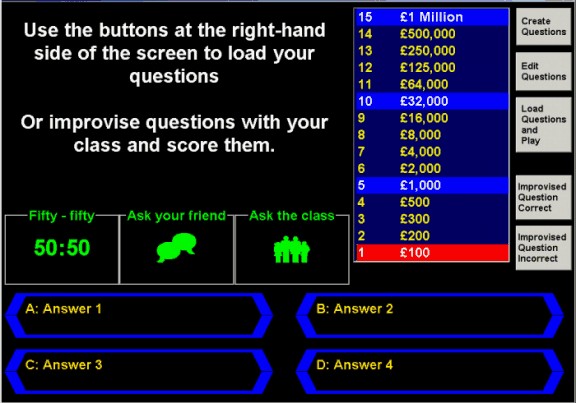 Use the buttons at the right-hand
side of the screen to load your
questions
Or improvise questions with your
class and score them.
15 £1 Million
14 £500,000
13 £250,000
12 £125,000
11 £64,000
10 £32,000
9 £16,000
8 £8,000
7 £4,000
6 £2,000
5 £1,000
4 £500
3 £300
2 £200
1 £100
Create
Questions
Edit
Questions
Load
Questions
and
Play
Improvised
Question
Correct
Improvised
Question
Incorrect
Fifty - fifty
50:50
Ask your friend
Ask the class
A: Answer 1
B: Answer 2
C: Answer 3
D: Answer 4